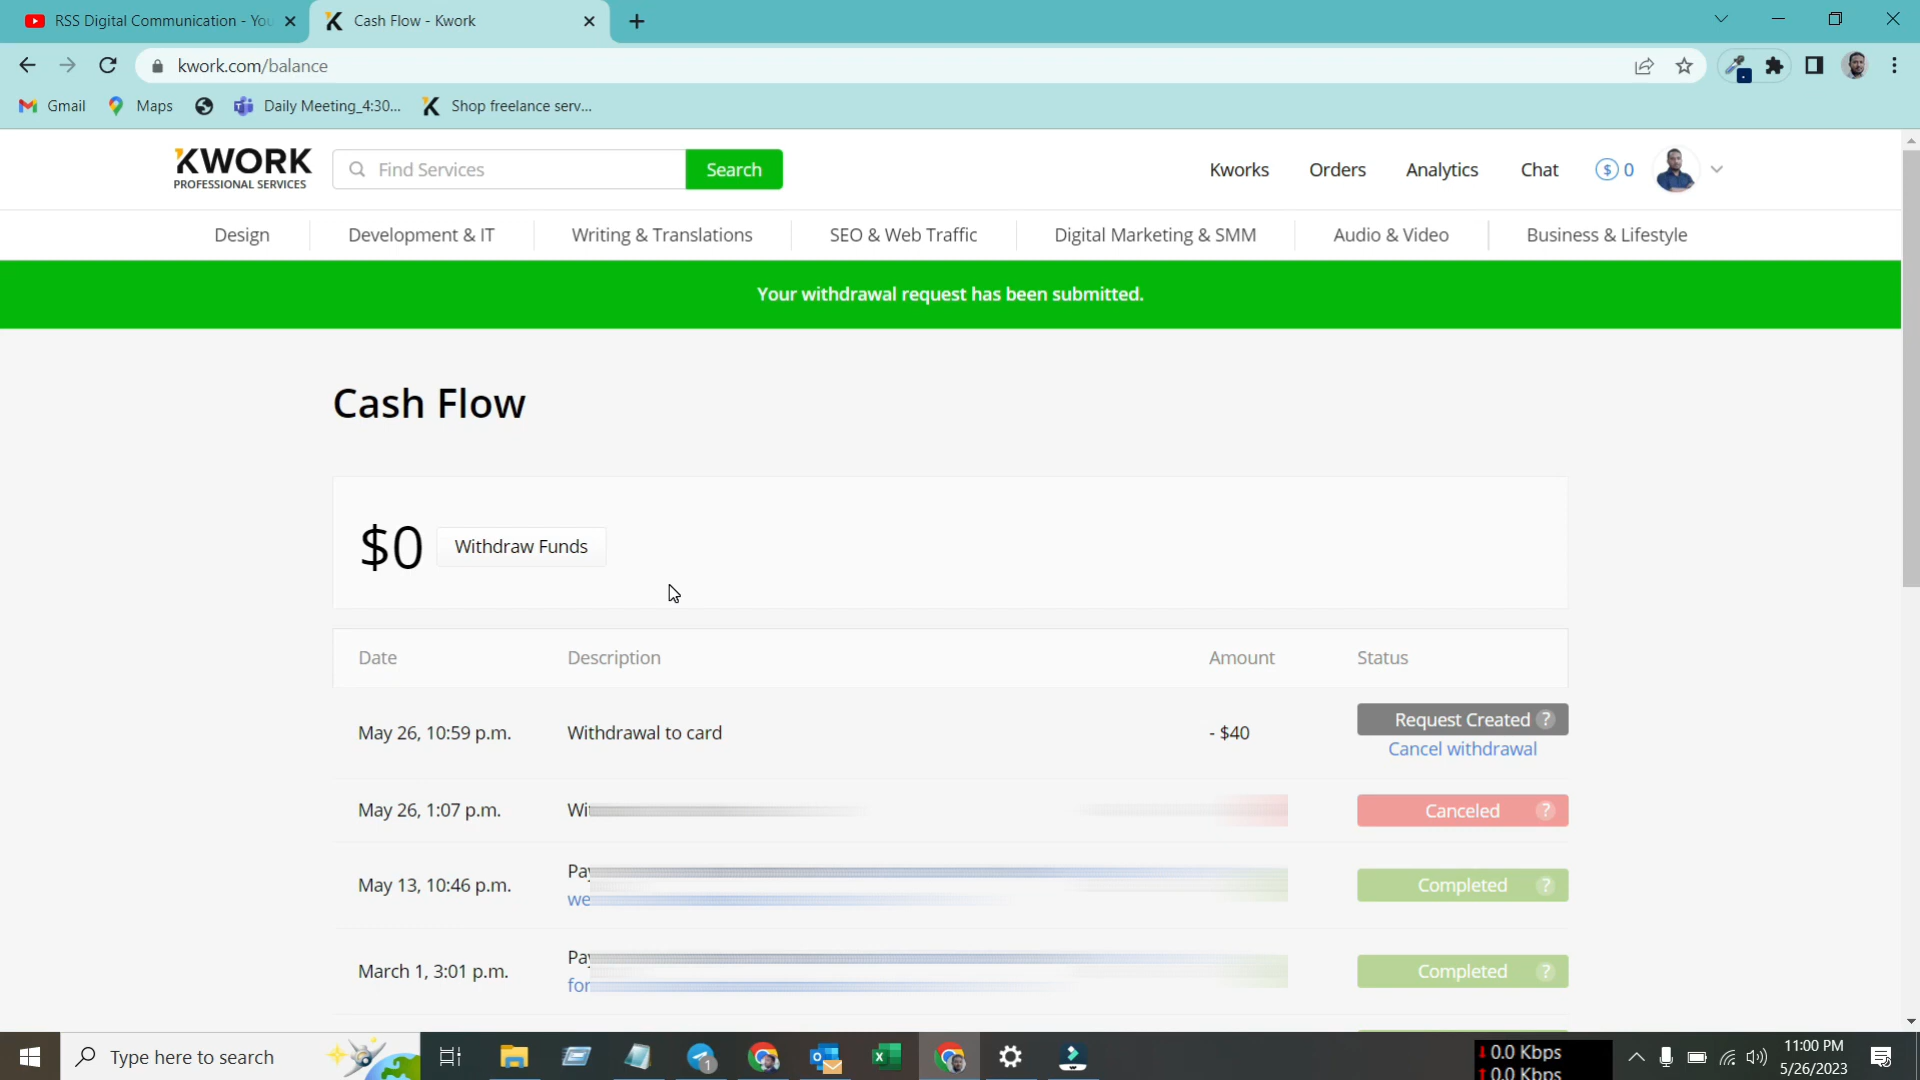 RSS Digital Communication - You
Cash Flow - Kwork
kwork.com/balance
Gmail
Maps
Daily Meeting_4:30...
Shop freelance serv...
KWORK
PROFESSIONAL SERVICES
Find Services
Search
Kworks
Orders
Analytics
Chat
$ 0
Design
Development & IT
Writing & Translations
SEO & Web Traffic
Digital Marketing & SMM
Audio & Video
Business & Lifestyle
Your withdrawal request has been submitted.
Cash Flow
$0
Withdraw Funds
Date Description Amount Status
May 26, 10:59 p.m. Withdrawal to card - $40 Request Created ?
Cancel withdrawal
May 26, 1:07 p.m. Canceled ?
May 13, 10:46 p.m. Completed ?
we
March 1, 3:01 p.m. Completed ?
for
Type here to search
1
0.0 Kbps
0.0 Kbps
11:00 PM
5/26/2023